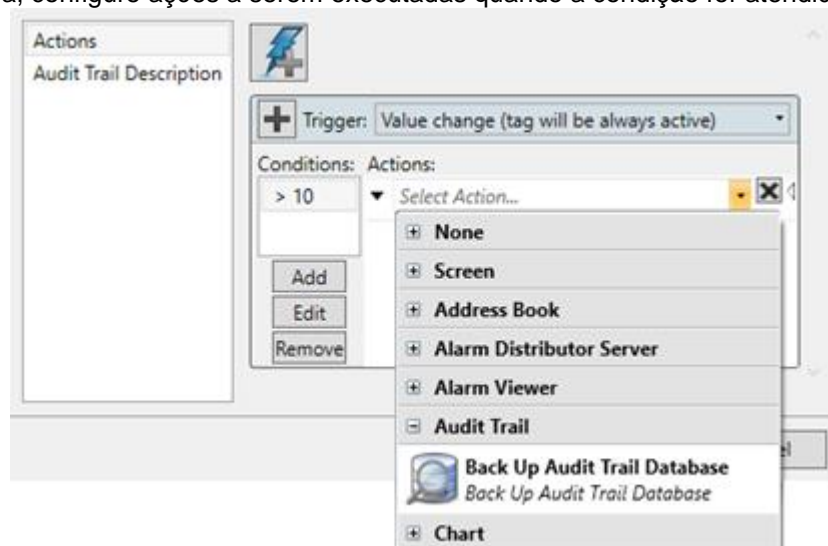 configure ações a serem executadas quando a condição for
Actions
Audit Trail Description
Trigger: Value change (tag will be always active)
Conditions: Actions:
> 10 Select Action...
None
Add Screen
Edit Address Book
Remove Alarm Distributor Server
Alarm Viewer
Audit Trail
Back Up Audit Trail Database
Back Up Audit Trail Database
Chart